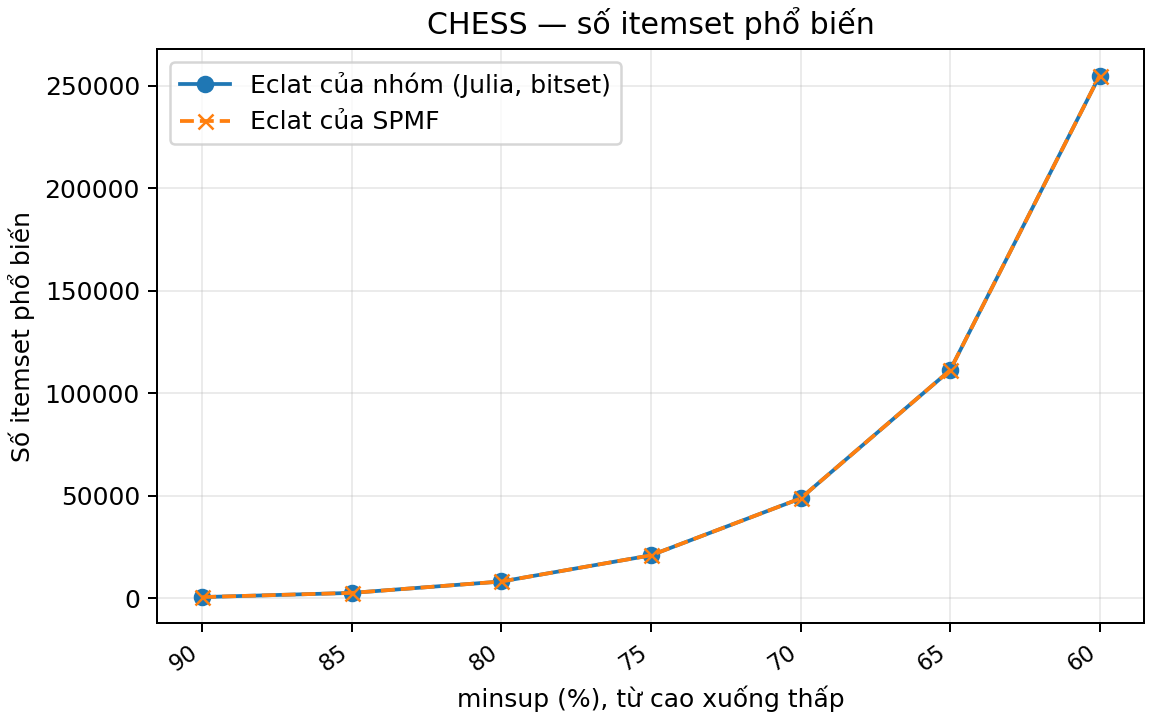 CHESS — số itemset phổ biến
Eclat của nhóm (Julia, bitset)
Eclat của SPMF
Số itemset phổ biến
250000
200000
150000
100000
50000
0
90
85
80
75
70
65
60
minsup (%), từ cao xuống thấp